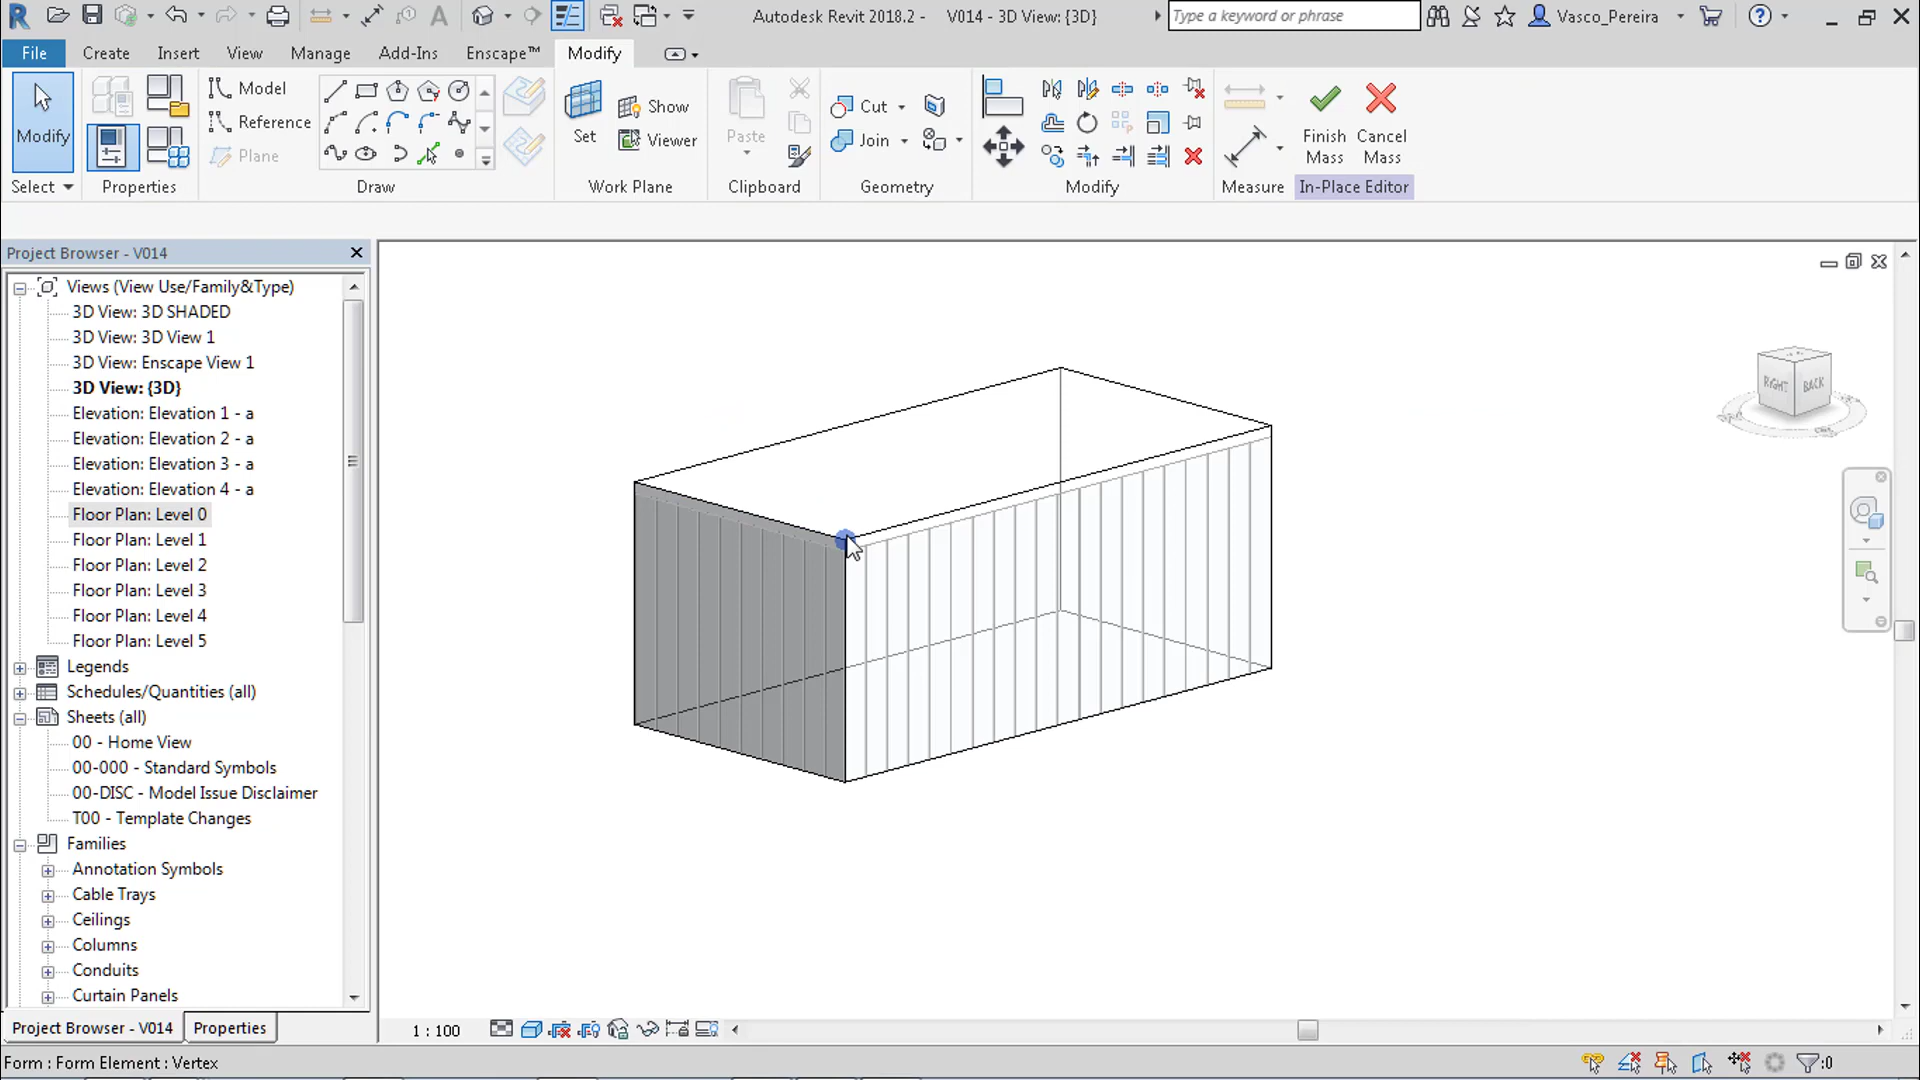 Autodesk Revit 2018.2 - V014 - 3D View: {3D}
Type a keyword or phrase
Vasco_Pereira
File Create Insert View Manage Add-Ins Enscape™ Modify
Modify
Select
Properties
Model
Reference
Plane
Draw
Set
Show
Viewer
Work Plane
Paste
Clipboard
Cut
Join
Geometry
Modify
Measure
Finish Mass
Cancel Mass
In-Place Editor
Project Browser - V014
Views (View Use/Family&Type)
3D View: 3D SHADED
3D View: 3D View 1
3D View: Enscape View 1
3D View: {3D}
Elevation: Elevation 1 - a
Elevation: Elevation 2 - a
Elevation: Elevation 3 - a
Elevation: Elevation 4 - a
Floor Plan: Level 0
Floor Plan: Level 1
Floor Plan: Level 2
Floor Plan: Level 3
Floor Plan: Level 4
Floor Plan: Level 5
Legends
Schedules/Quantities (all)
Sheets (all)
00 - Home View
00-000 - Standard Symbols
00-DISC - Model Issue Disclaimer
T00 - Template Changes
Families
Annotation Symbols
Cable Trays
Ceilings
Columns
Conduits
Curtain Panels
Project Browser - V014
Properties
RIGHT BACK
1 : 100
Form : Form Element : Vertex
:0